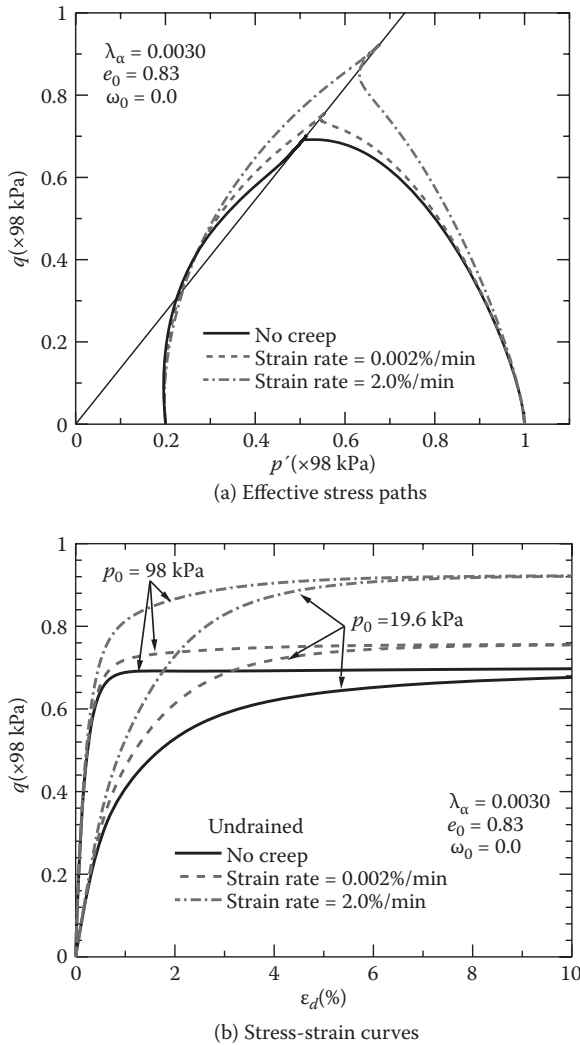 1
0.8
0.6
0.4
0.2
0
q(×98 kPa)
λα = 0.0030
e0 = 0.83
ω0 = 0.0
No creep
Strain rate = 0.002%/min
Strain rate = 2.0%/min
0 0.2 0.4 0.6 0.8 1
p´(×98 kPa)
(a) Effective stress paths
1
0.8
0.6
0.4
0.2
0
q(×98 kPa)
p0 = 98 kPa
p0 =19.6 kPa
λα = 0.0030
e0 = 0.83
ω0 = 0.0
Undrained
No creep
Strain rate = 0.002%/min
Strain rate = 2.0%/min
0 2 4 6 8 10
εd(%)
(b) Stress-strain curves